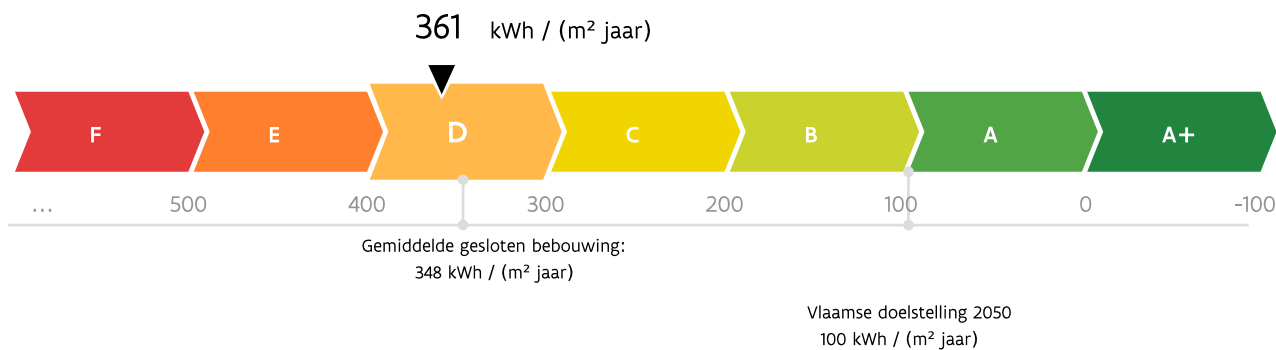 361 kWh / (m² jaar)
F E D C B A A+
... 500 400 300 200 100 0 -100
Gemiddelde gesloten bebouwing:
348 kWh / (m² jaar)
Vlaamse doelstelling 2050
100 kWh / (m² jaar)